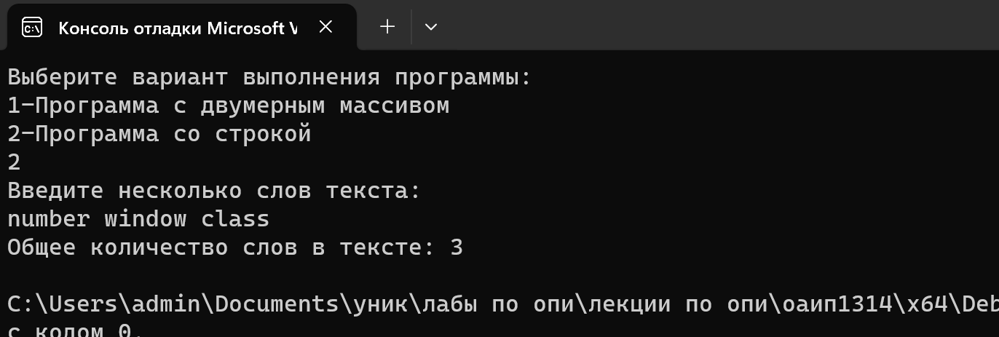 Консоль отладки Microsoft V
Выберите вариант выполнения программы:
1-Программа с двумерным массивом
2-Программа со строкой
2
Введите несколько слов текста:
number window class
Общее количество слов в тексте: 3
C:\Users\admin\Documents\уник\лабы по опи\лекции по опи\оаип1314\x64\Deb
с кодом 0.